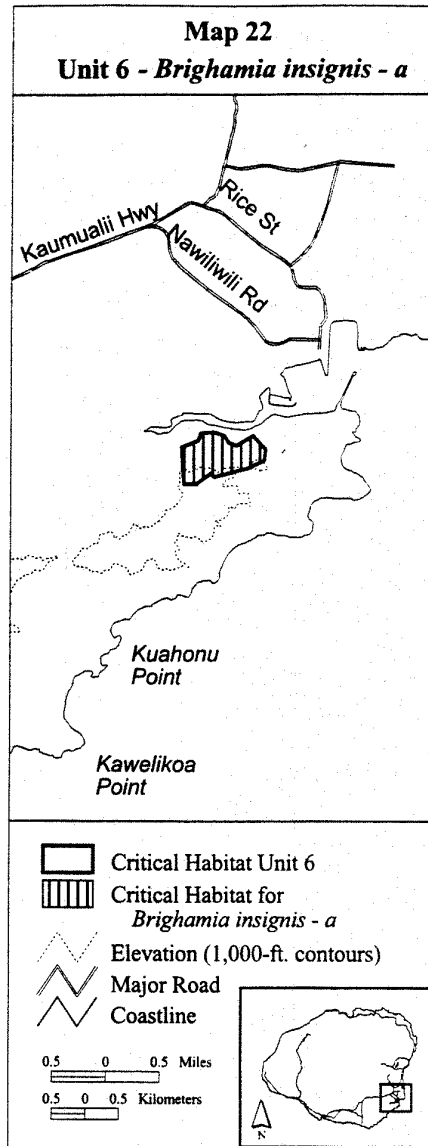 Map 22
Unit 6 - Brighamia insignis - a
Kaumualii Hwy
Rice St
Nawiliwili Rd
Kuahonu
Point
Kawelikoa
Point
Critical Habitat Unit 6
Critical Habitat for
Brighamia insignis - a
Elevation (1,000-ft. contours)
Major Road
Coastline
0.5 0 0.5 Miles
0.5 0 0.5 Kilometers
N